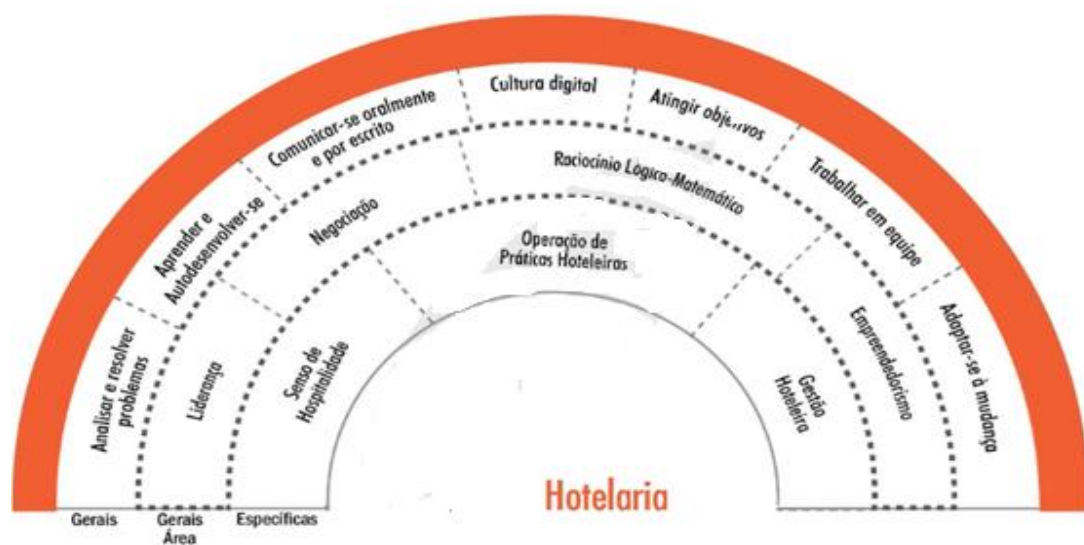 Analisar e resolver
problemas
Aprender e
Autodesenvolver-se
Comunicar-se oralmente
e por escrito
Cultura digital
Atingir objetivos
Trabalhar em equipe
Adaptar-se à mudança
Liderança
Negociação
Raciocínio Lógico-Matemático
Empreendedorismo
Senso de
Hospitalidade
Operação de
Práticas Hoteleiras
Gestão
Hoteleira
Hotelaria
Gerais
Gerais
Área
Específicas